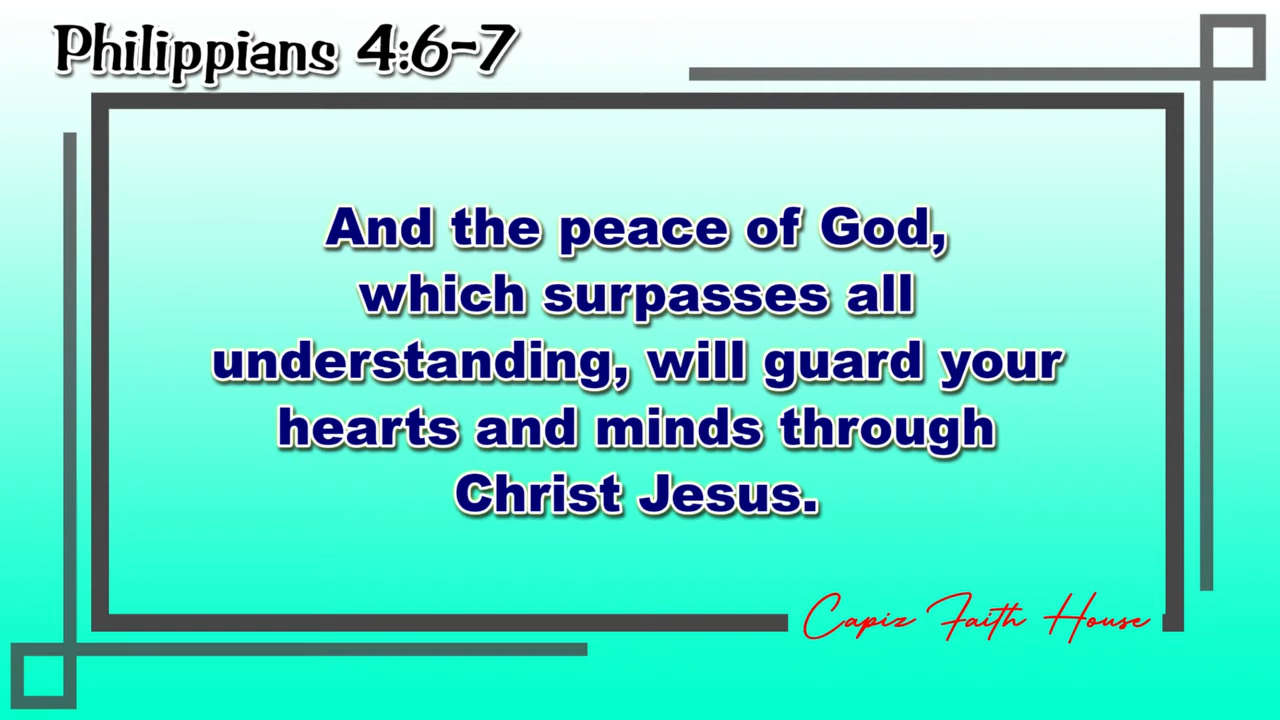 Philippians 4:6-7
And the peace of God,
which surpasses all
understanding, will guard your
hearts and minds through
Christ Jesus.
Capiz Faith House